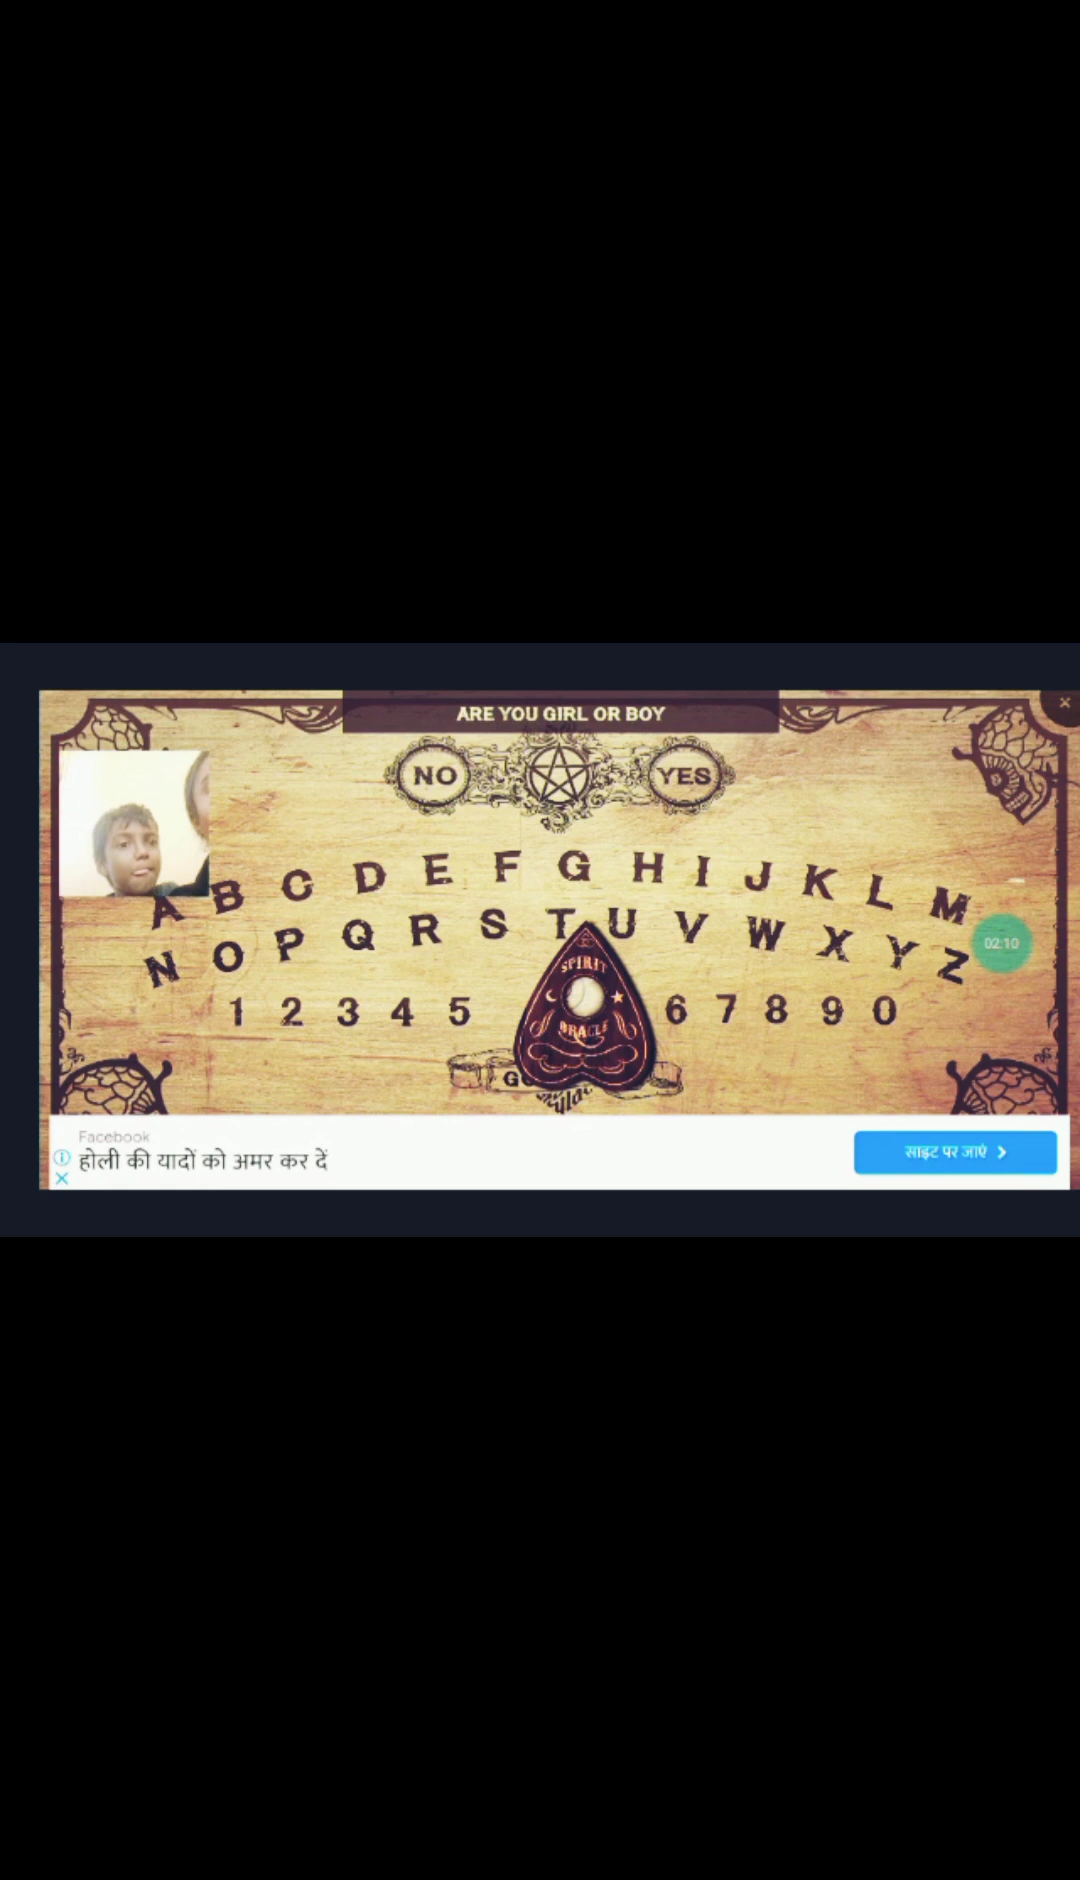 ARE YOU GIRL OR BOY
NO YES
A B C D E F G H I J K L M
N O P Q R S T U V W X Y Z
1 2 3 4 5 6 7 8 9 0
SPIRIT
ORACLE
02:10
Facebook
होली की यादों को अमर कर दें
साइट पर जाएं